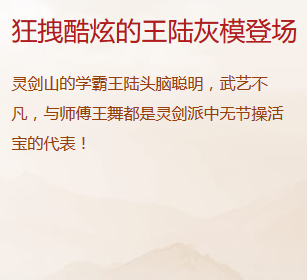 狂拽酷炫的王陆灰模登场
灵剑山的学霸王陆头脑聪明，武艺不
凡，与师傅王舞都是灵剑派中无节操活
宝的代表！